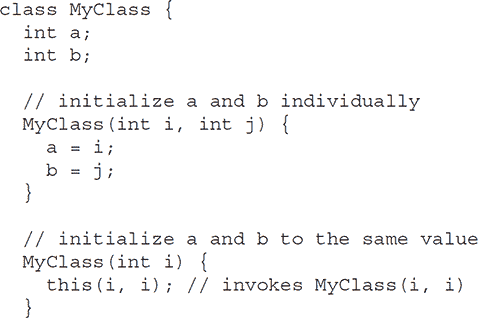 class MyClass {
  int a;
  int b;

  // initialize a and b individually
  MyClass(int i, int j) {
    a = i;
    b = j;
  }

  // initialize a and b to the same value
  MyClass(int i) {
    this(i, i); // invokes MyClass(i, i)
  }